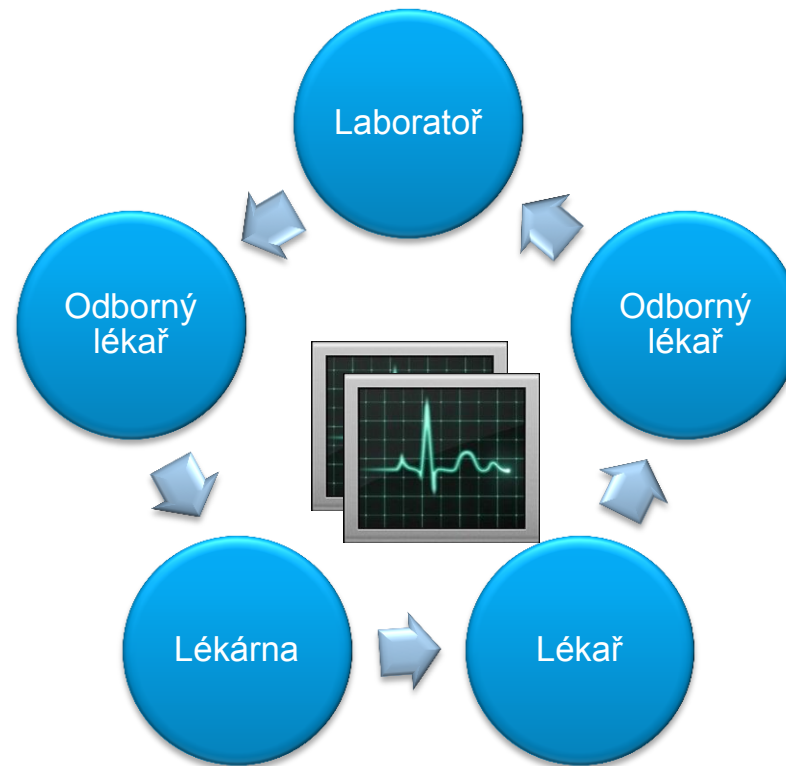 Laboratoř
Odborný
lékař
Odborný
lékař
Lékárna
Lékař